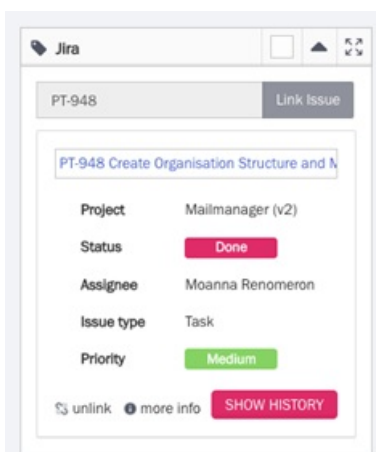 Jira
PT-948 Link Issue
PT-948 Create Organisation Structure and M
Project Mailmanager (v2)
Status Done
Assignee Moanna Renomeron
Issue type Task
Priority Medium
unlink more info SHOW HISTORY